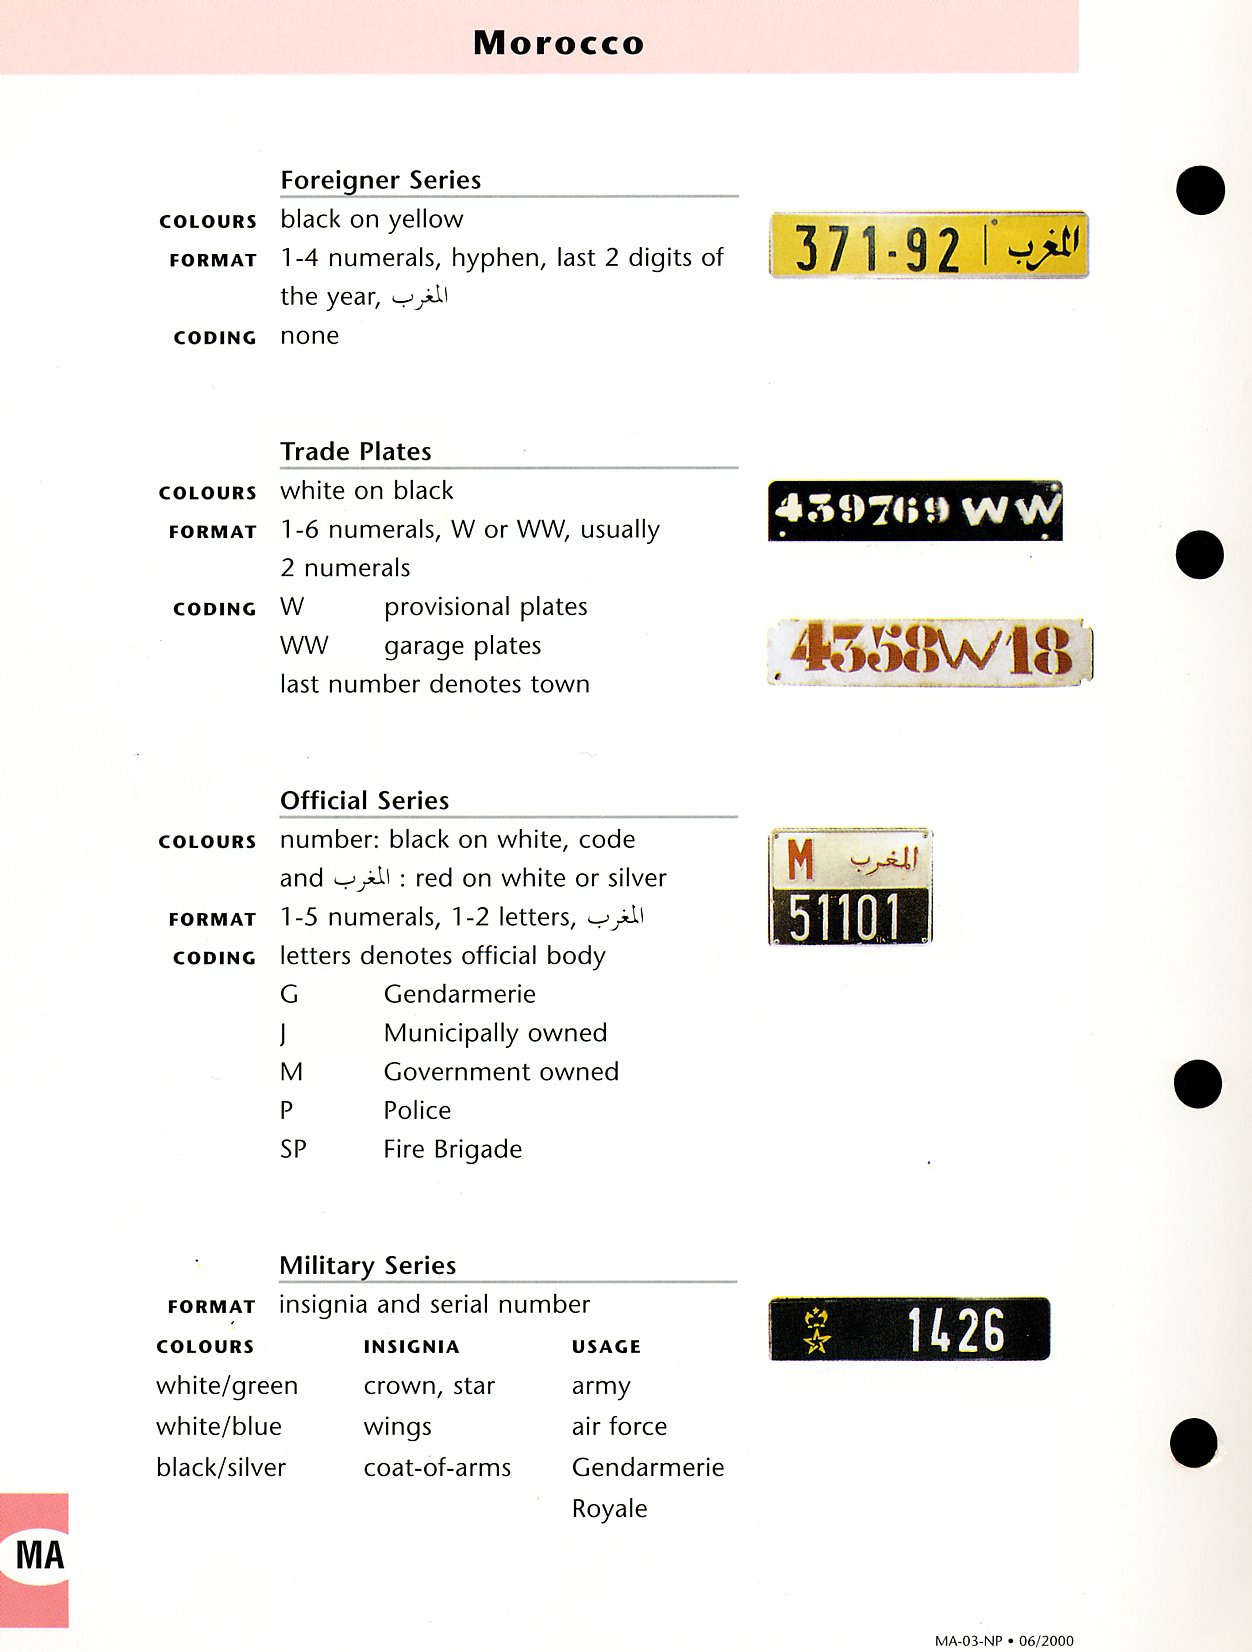 Morocco
Foreigner Series
COLOURS black on yellow
FORMAT 1-4 numerals, hyphen, last 2 digits of
the year, المغرب
CODING none
371-92 | المغرب
Trade Plates
COLOURS white on black
FORMAT 1-6 numerals, W or WW, usually
2 numerals
CODING W provisional plates
WW garage plates
last number denotes town
439769 WW
4358W18
Official Series
COLOURS number: black on white, code
and المغرب : red on white or silver
FORMAT 1-5 numerals, 1-2 letters, المغرب
CODING letters denotes official body
G Gendarmerie
J Municipally owned
M Government owned
P Police
SP Fire Brigade
M المغرب
51101
Military Series
FORMAT insignia and serial number
COLOURS INSIGNIA USAGE
white/green crown, star army
white/blue wings air force
black/silver coat-of-arms Gendarmerie
Royale
1426
MA
MA-03-NP • 06/2000